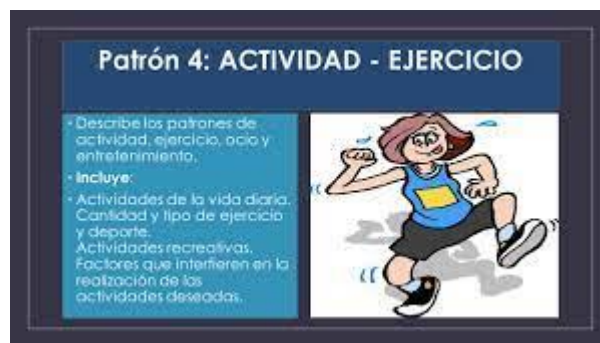 Patrón 4: ACTIVIDAD - EJERCICIO
• Describe los patrones de
actividad, ejercicio, ocio y
entretenimiento.
• Incluye:
• Actividades de la vida diaria.
Cantidad y tipo de ejercicio
y deporte.
Actividades recreativas.
Factores que interfieren en la
realización de las
actividades deseadas.